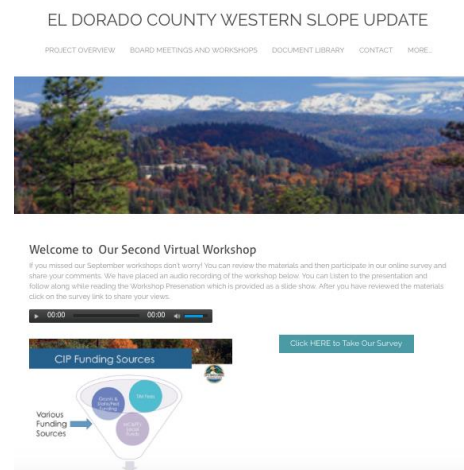 EL DORADO COUNTY WESTERN SLOPE UPDATE
PROJECT OVERVIEW BOARD MEETINGS AND WORKSHOPS DOCUMENT LIBRARY CONTACT MORE...
Welcome to Our Second Virtual Workshop
If you missed our September workshops don't worry! You can review the materials and then participate in our online survey and
share your comments. We have placed an audio recording of the workshop below. You can Listen to the presentation and
follow along while reading the Workshop Presenation which is provided as a slide show. After you have reviewed the materials
click on the survey link to share your views.
00:00 00:00
Click HERE to Take Our Survey
CIP Funding Sources
Various
Funding
Sources